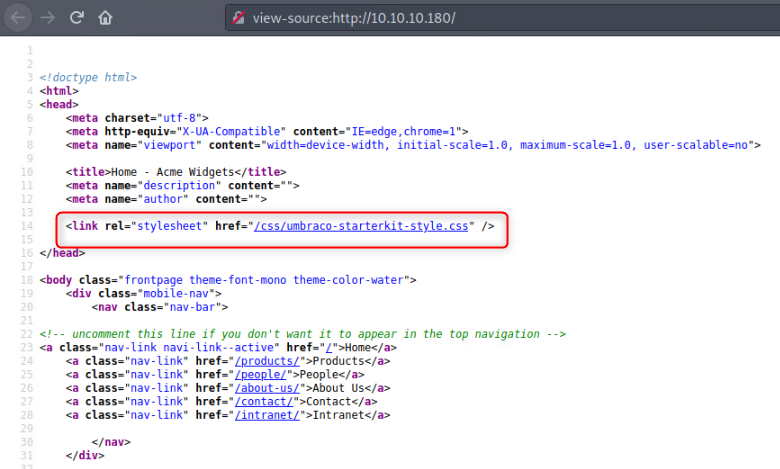 view-source:http://10.10.10.180/
1
2
3 <!doctype html>
4 <html>
5 <head>
6     <meta charset="utf-8">
7     <meta http-equiv="X-UA-Compatible" content="IE=edge,chrome=1">
8     <meta name="viewport" content="width=device-width, initial-scale=1.0, maximum-scale=1.0, user-scalable=no">
9
10     <title>Home - Acme Widgets</title>
11     <meta name="description" content="">
12     <meta name="author" content="">
13
14     <link rel="stylesheet" href="/css/umbraco-starterkit-style.css" />
15
16 </head>
17
18 <body class="frontpage theme-font-mono theme-color-water">
19     <div class="mobile-nav">
20         <nav class="nav-bar">
21
22 <!-- uncomment this line if you don't want it to appear in the top navigation -->
23 <a class="nav-link navi-link--active" href="/">Home</a>
24     <a class="nav-link" href="/products/">Products</a>
25     <a class="nav-link" href="/people/">People</a>
26     <a class="nav-link" href="/about-us/">About Us</a>
27     <a class="nav-link" href="/contact/">Contact</a>
28     <a class="nav-link" href="/intranet/">Intranet</a>
29
30         </nav>
31     </div>
32